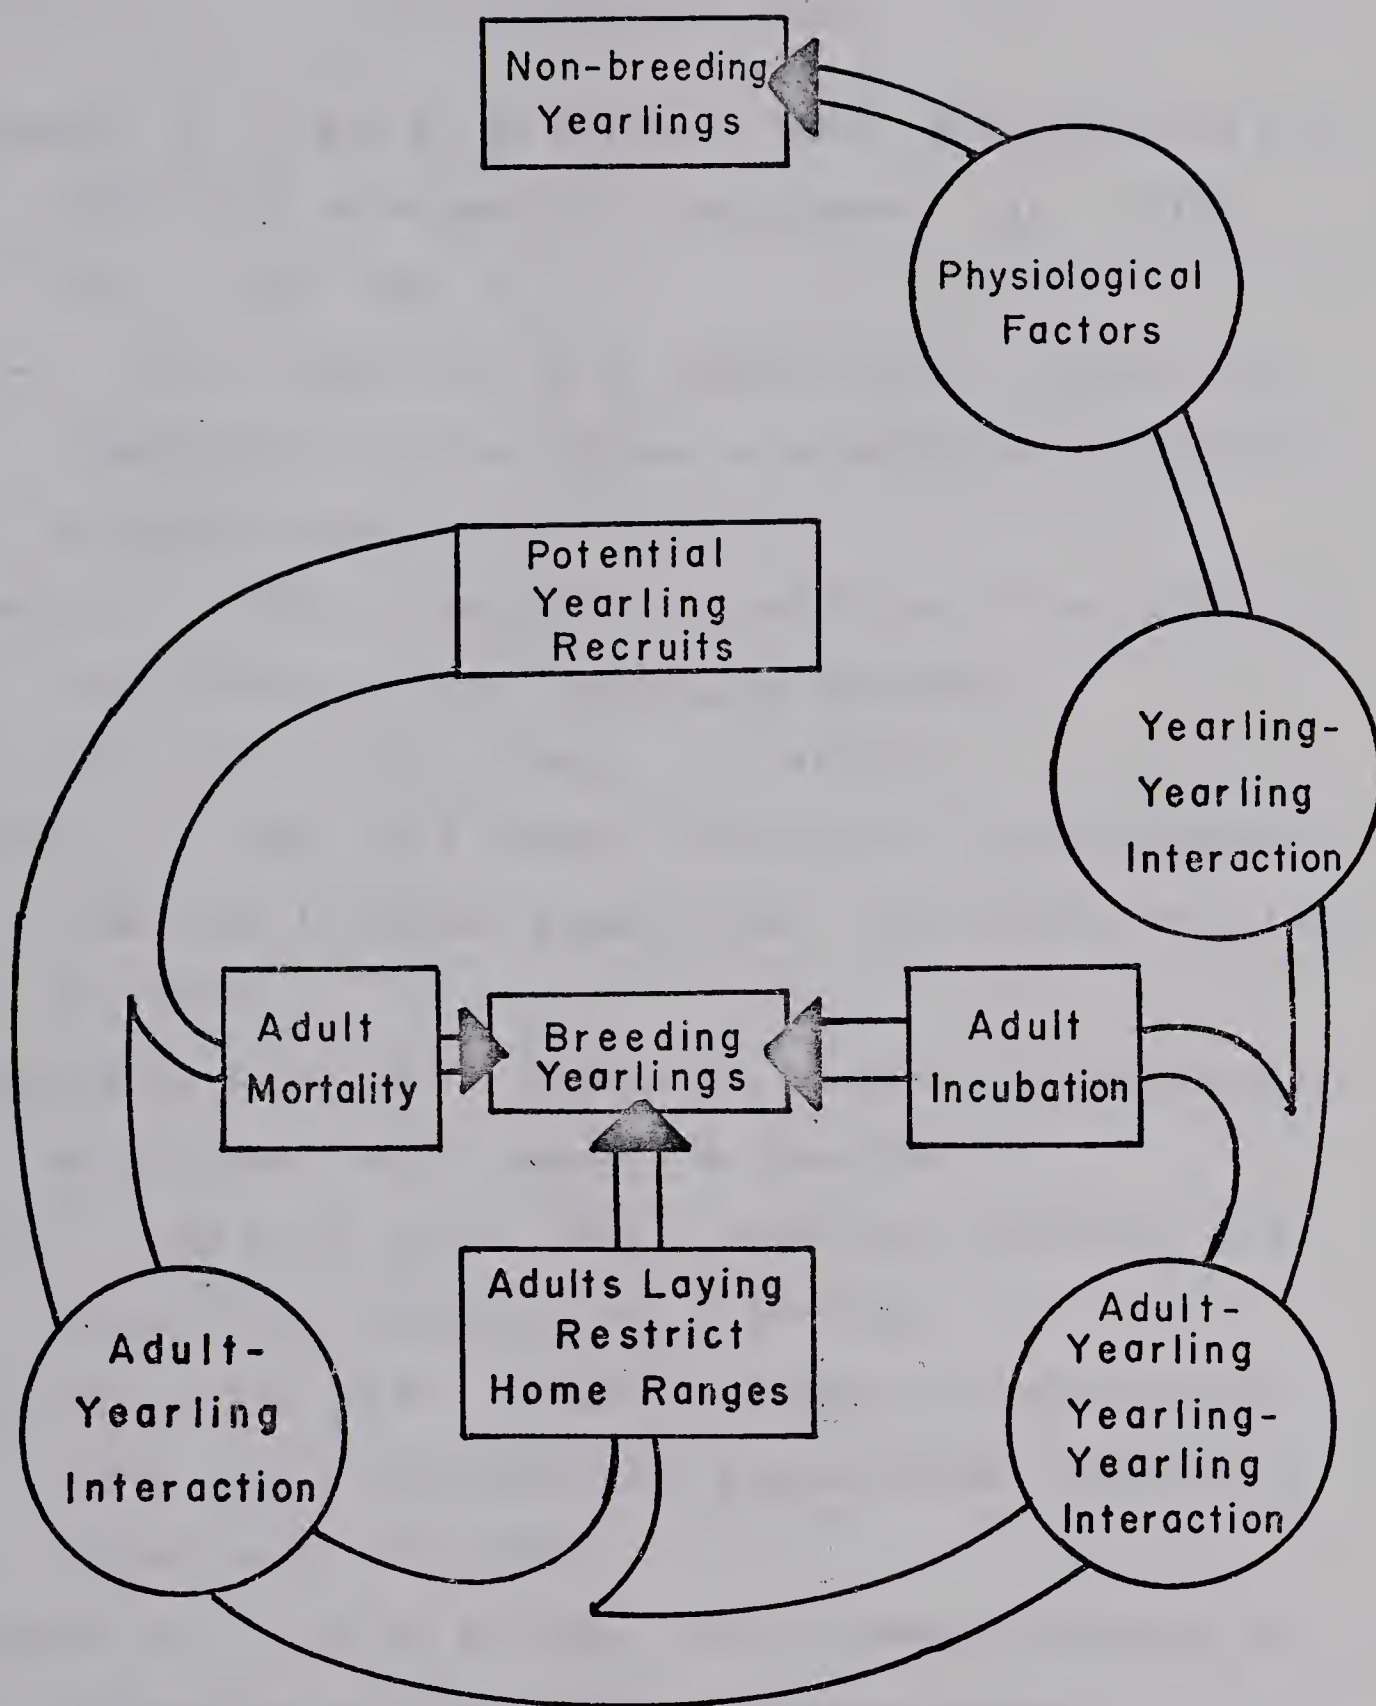 Non-breeding
Yearlings
Physiological
Factors
Potential
Yearling
Recruits
Yearling-
Yearling
Interaction
Adult
Mortality
Breeding
Yearlings
Adult
Incubation
Adults Laying
Restrict
Home Ranges
Adult-
Yearling
Interaction
Adult-
Yearling
Yearling-
Yearling
Interaction